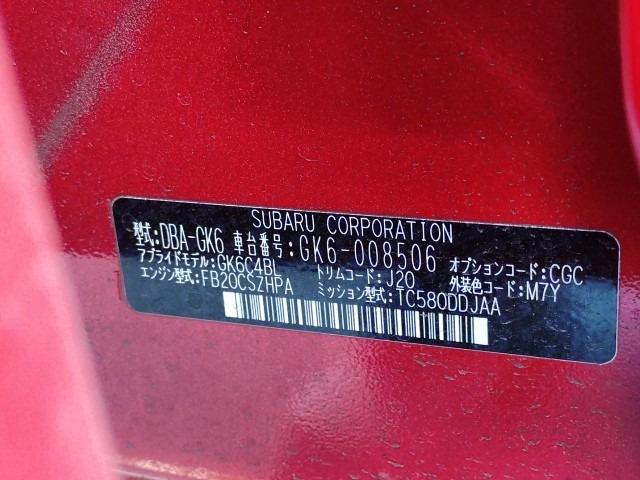 SUBARU CORPORATION
型式:DBA-GK6 車台番号:GK6-008506
アプライドモデル:GK6C4BL トリムコード:J20 オプションコード:CGC
エンジン型式:FB20CSZHPA ミッション型式:TC580DDJAA 外装色コード:M7Y